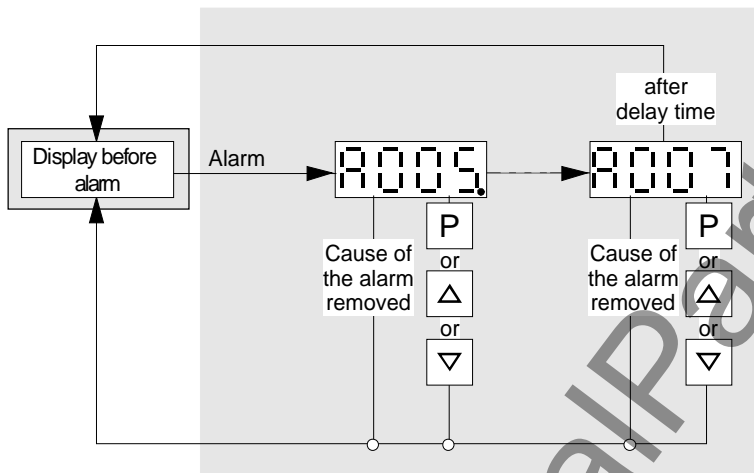 after
delay time
Display before
alarm
Alarm
A005.
A007
P
or
or
Cause of
the alarm
removed
P
or
or
Cause of
the alarm
removed